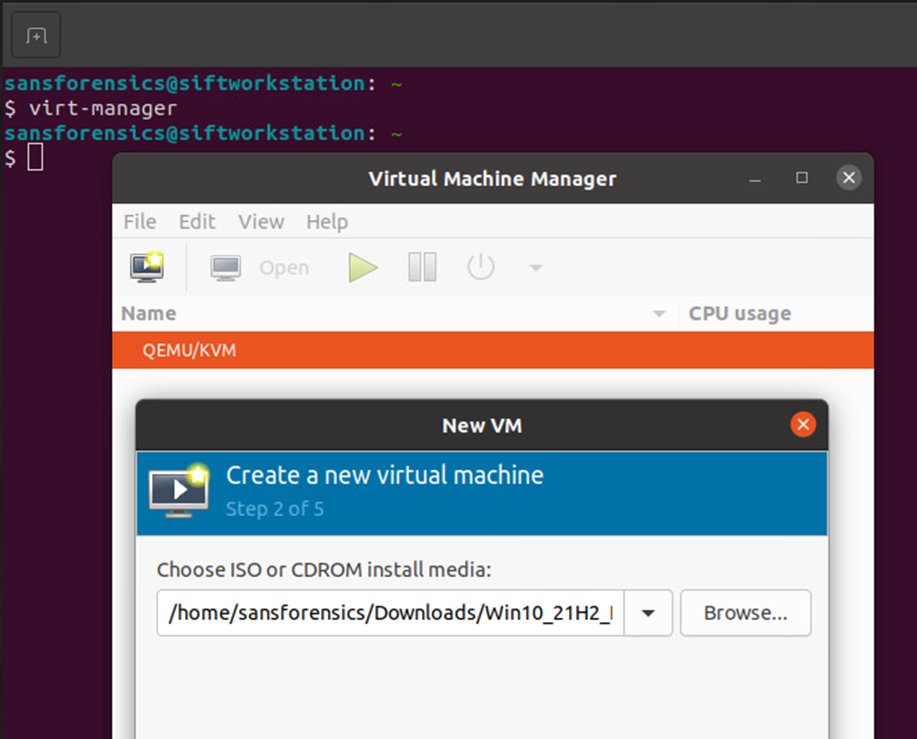 sansforensics@siftworkstation: ~
$ virt-manager
sansforensics@siftworkstation: ~
$
Virtual Machine Manager
File Edit View Help
Open
Name CPU usage
QEMU/KVM
New VM
Create a new virtual machine
Step 2 of 5
Choose ISO or CDROM install media:
/home/sansforensics/Downloads/Win10_21H2_ Browse...